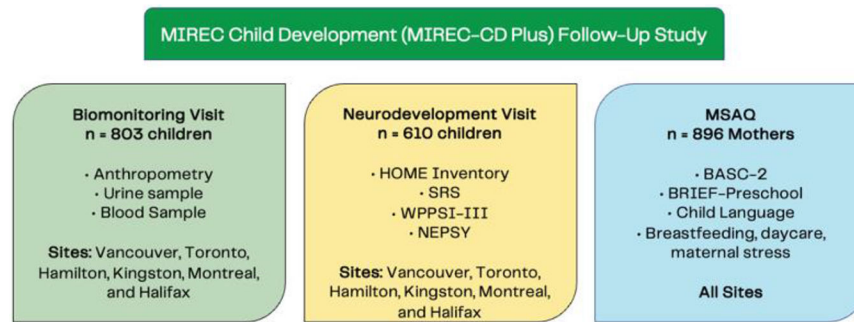 MIREC Child Development (MIREC-CD Plus) Follow-Up Study
Biomonitoring Visit
n = 803 children
• Anthropometry
• Urine sample
• Blood Sample
Sites: Vancouver, Toronto,
Hamilton, Kingston, Montreal,
and Halifax
Neurodevelopment Visit
n = 610 children
• HOME Inventory
• SRS
• WPPSI-III
• NEPSY
Sites: Vancouver, Toronto,
Hamilton, Kingston, Montreal,
and Halifax
MSAQ
n = 896 Mothers
• BASC-2
• BRIEF-Preschool
• Child Language
• Breastfeeding, daycare,
maternal stress
All Sites